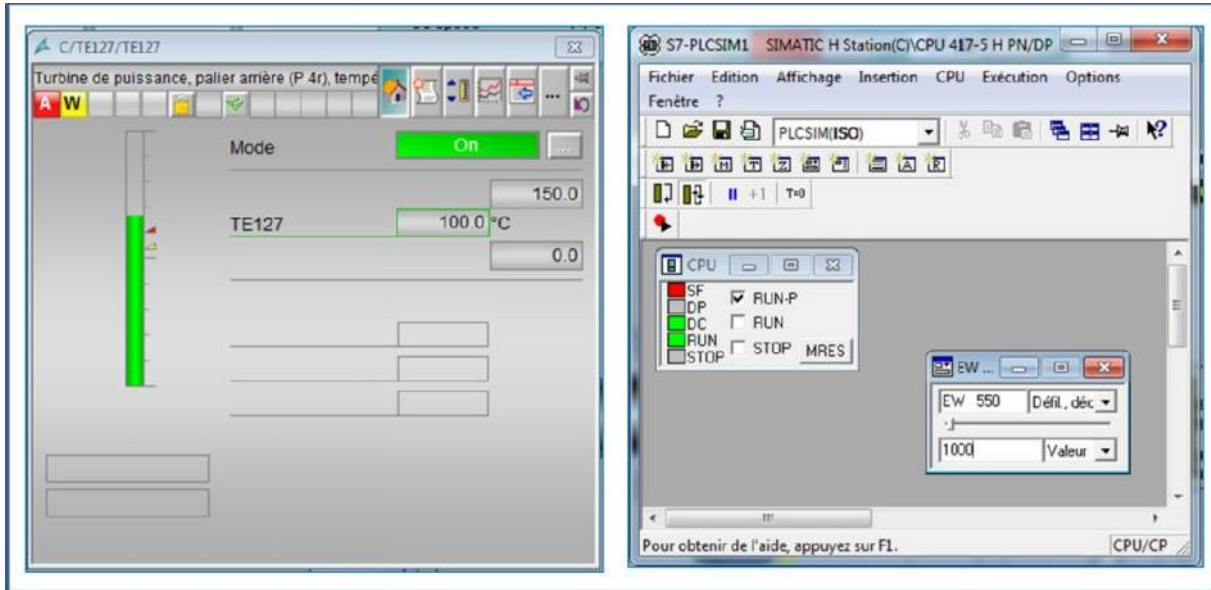 C/TE127/TE127
Turbine de puissance, palier arrière (P 4r), tempé
...
A W
Mode
On
...
150.0
TE127
100.0 °C
0.0
S7-PLCSIM1 SIMATIC H Station(C)\CPU 417-5 H PN/DP
Fichier Edition Affichage Insertion CPU Exécution Options
Fenêtre ?
PLCSIM(ISO)
+1 T=0
CPU
SF
DP
DC
RUN
STOP
RUN-P
RUN
STOP MRES
EW ...
EW 550 Défil., déc
1000 Valeur
Pour obtenir de l'aide, appuyez sur F1.
CPU/CP